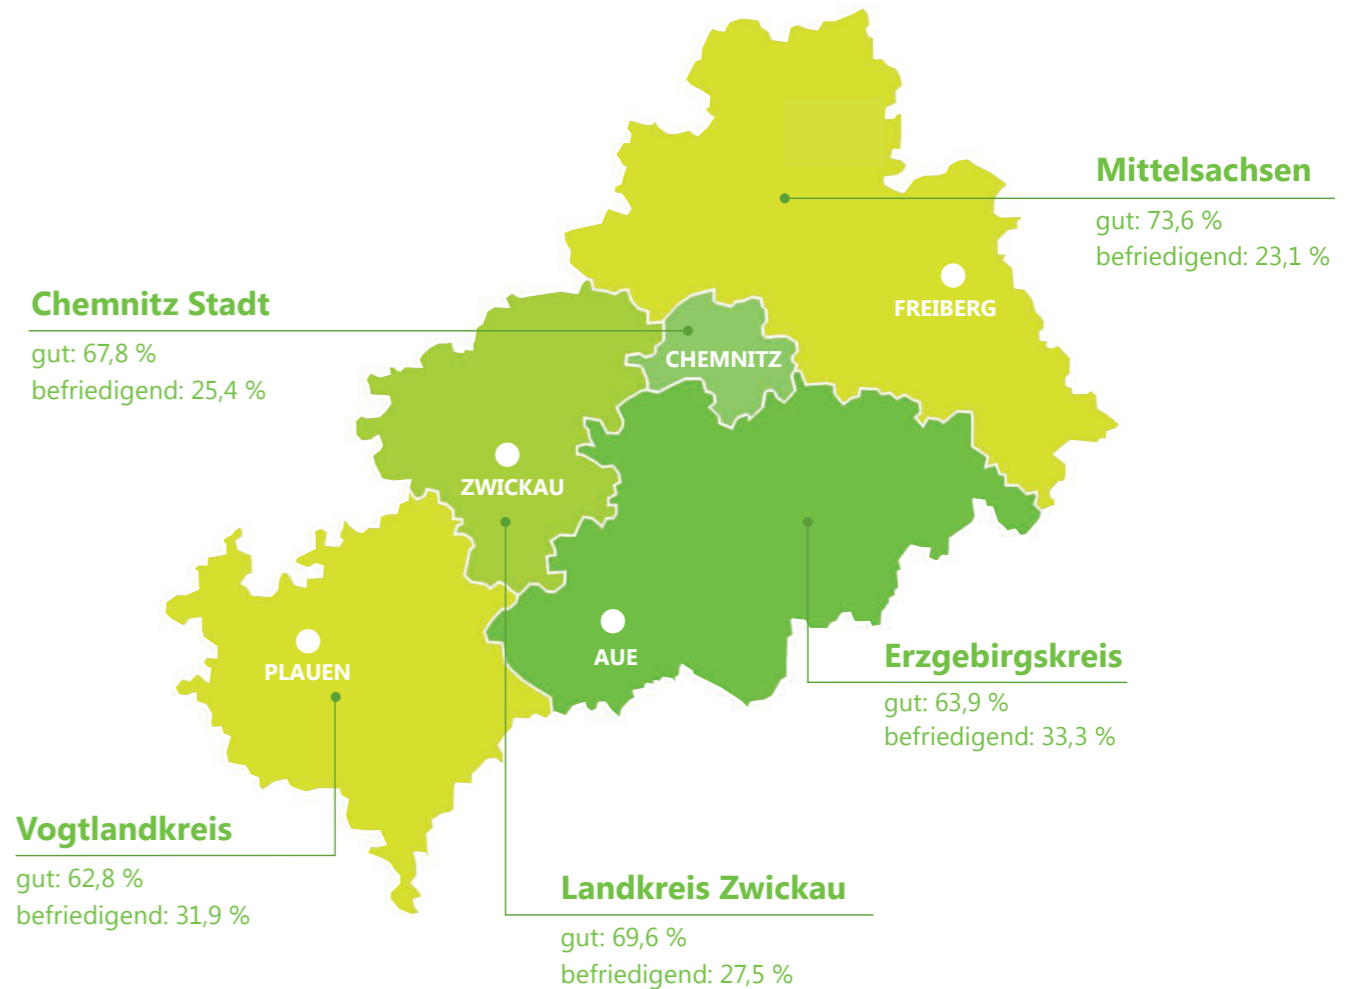 Mittelsachsen
gut: 73,6 %
befriedigend: 23,1 %
FREIBERG
Chemnitz Stadt
gut: 67,8 %
befriedigend: 25,4 %
CHEMNITZ
ZWICKAU
PLAUEN
AUE
Erzgebirgskreis
gut: 63,9 %
befriedigend: 33,3 %
Vogtlandkreis
gut: 62,8 %
befriedigend: 31,9 %
Landkreis Zwickau
gut: 69,6 %
befriedigend: 27,5 %